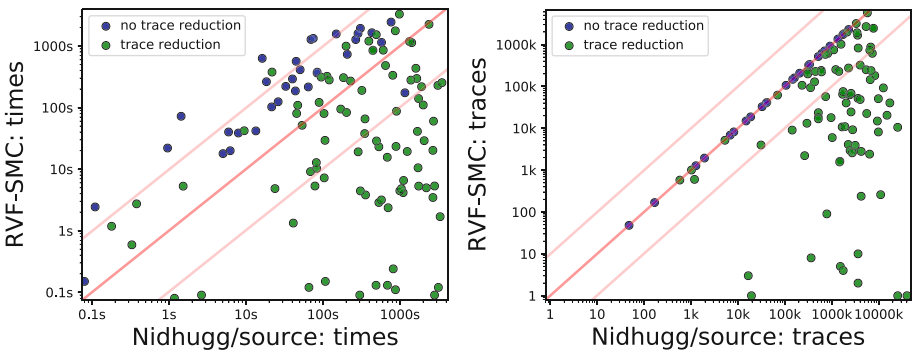 RVF-SMC: times
1000s
100s
10s
1s
0.1s
no trace reduction
trace reduction
0.1s 1s 10s 100s 1000s
Nidhugg/source: times
RVF-SMC: traces
1000k
100k
10k
1k
100
10
1
no trace reduction
trace reduction
1 10 100 1k 10k 100k 1000k 10000k
Nidhugg/source: traces